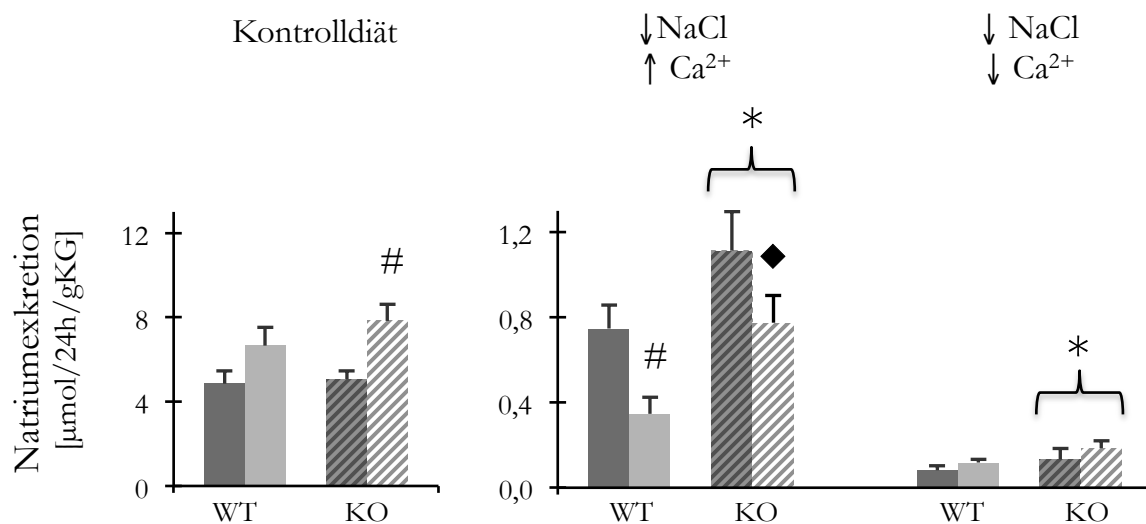 Kontrolldiät
↓NaCl
↑ Ca²⁺
↓ NaCl
↓ Ca²⁺
Natriumexkretion
[µmol/24h/gKG]
12
8
4
0
#
WT
KO
1,2
0,8
0,4
0,0
#
*
◆
WT
KO
*
WT
KO